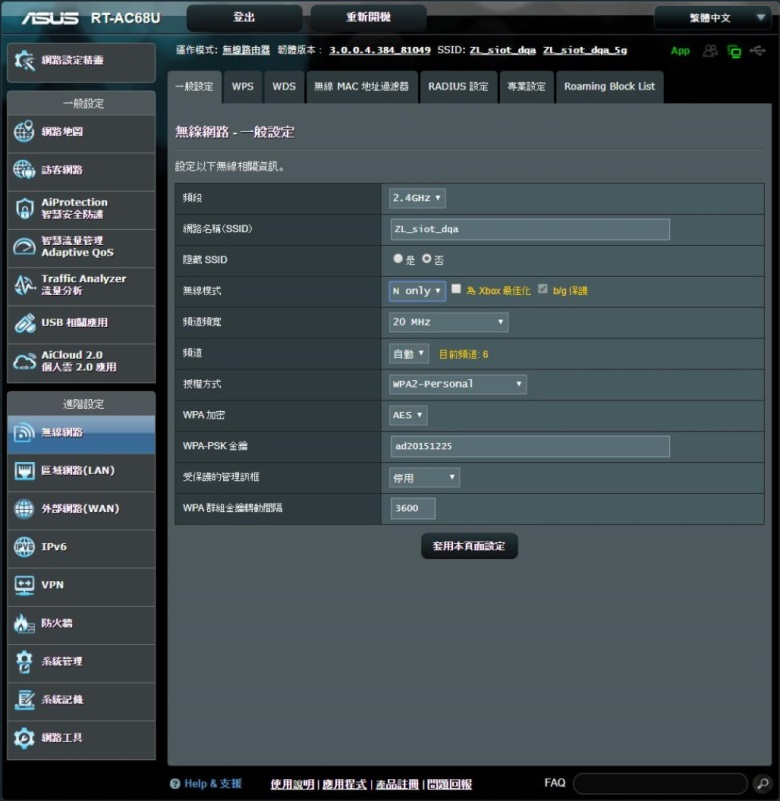 ASUS RT-AC68U 登出 重新開機 繁體中文
運作模式: 無線路由器 韌體版本: 3.0.0.4.384_81049 SSID: ZL_siot_dqa ZL_siot_dqa_5g App
網路設定精靈
一般設定
網路地圖
訪客網路
AiProtection
智慧安全防護
智慧流量管理
Adaptive QoS
Traffic Analyzer
流量分析
USB 相關應用
AiCloud 2.0
個人雲 2.0 應用
進階設定
無線網路
區域網路(LAN)
外部網路(WAN)
IPv6
VPN
防火牆
系統管理
系統記錄
網路工具
一般設定 WPS WDS 無線 MAC 地址過濾器 RADIUS 設定 專業設定 Roaming Block List
無線網路 - 一般設定
設定以下無線相關資訊。
頻段 2.4GHz
網路名稱(SSID) ZL_siot_dqa
隱藏 SSID 是 否
無線模式 N only 為 Xbox 最佳化 b/g 保護
頻道頻寬 20 MHz
頻道 自動 目前頻道: 6
授權方式 WPA2-Personal
WPA 加密 AES
WPA-PSK 金鑰 ad20151225
受保護的管理訊框 停用
WPA 群組金鑰轉動間隔 3600
套用本頁面設定
Help & 支援 使用說明 | 應用程式 | 產品註冊 | 問題回報 FAQ